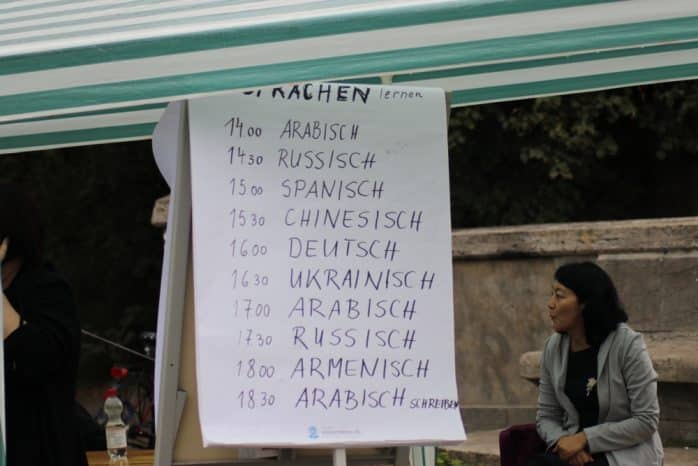 SPRACHEN lernen
14 00 ARABISCH
14 30 RUSSISCH
15 00 SPANISCH
15 30 CHINESISCH
16 00 DEUTSCH
16 30 UKRAINISCH
17 00 ARABISCH
17 30 RUSSISCH
18 00 ARMENISCH
18 30 ARABISCH SCHREIBEN